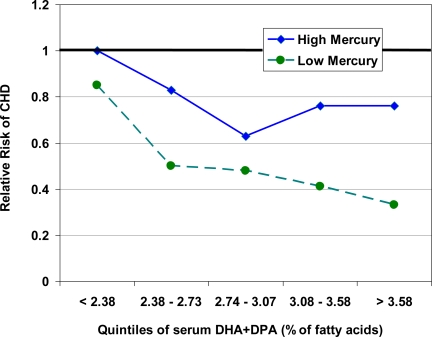 1.2
1
0.8
0.6
0.4
0.2
0
Relative Risk of CHD
High Mercury
Low Mercury
< 2.38 2.38 - 2.73 2.74 - 3.07 3.08 - 3.58 > 3.58
Quintiles of serum DHA+DPA (% of fatty acids)